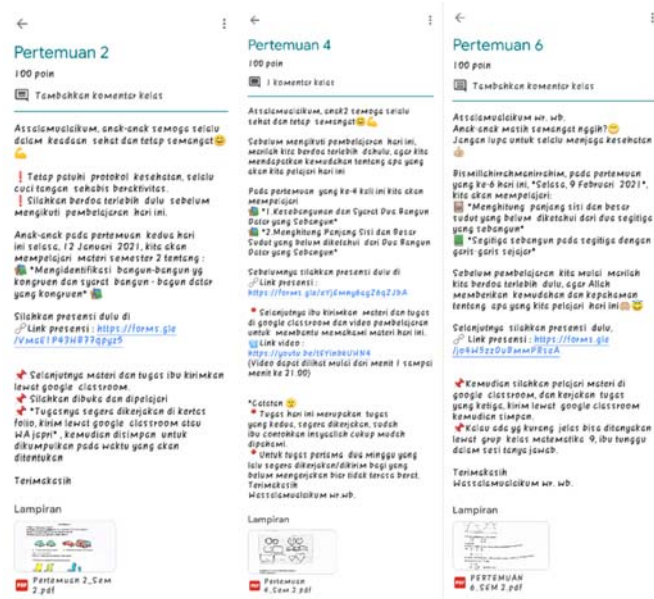 Pertemuan 2
100 poin
Tambahkan komentar kelas
Assalamualaikum, anak-anak semoga selalu
dalam keadaan sehat dan tetap semangat😊
💪
❗Tetap patuhi protokol kesehatan, selalu
cuci tangan sehabis beraktivitas.
❗Silahkan berdoa terlebih dulu sebelum
mengikuti pembelajaran hari ini.
Anak-anak pada pertemuan kedua hari
ini selasa, 12 Januari 2021, kita akan
mempelajari materi semester 2 tentang :
📚 *Mengidentifikasi bangun-bangun yg
kongruen dan syarat bangun - bagun datar
yang kongruen* 📚
Silahkan presensi dulu di
🔗Link presensi : https://forms.gle
📌 Selanjutnya materi dan tugas ibu kirimkan
lewat google classroom.
📌 Silahkan dibuka dan dipelajari
📌 *Tugasnya segera dikerjakan di kertas
folio, kirim lewat google classroom atau
WA japri* , kemudian disimpan untuk
dikumpulkan pada waktu yang akan
ditentukan
Terimakasih
Lampiran
PDF Pertemuan 2_Sem
2.pdf
Pertemuan 4
100 poin
1 komentar kelas
Assalamualaikum, anak2 semoga selalu
sehat dan tetap semangat😊💪
Sebelum mengikuti pembelajaran hari ini,
marilah kita berdoa terlebih dahulu, agar kita
mendapatkan kemudahan tentang apa yang
akan kita pelajari hari ini
Pada pertemuan yang ke-4 kali ini kita akan
mempelajari
📚 *1.Kesebangunan dan Syarat Dua Bangun
Datar yang Sebangun*
📚 *2.Menghitung Panjang Sisi dan Besar
Sudut yang belum diketahui dari Dua Bangun
Datar yang Sebangun*
Sebelumnya silahkan presensi dulu di
🔗Link presensi :
📍 *Selanjutnya kirimkan materi dan tugas
di google classroom dan video pembelajaran
untuk membantu memahami materi hari ini.
Link video :
(Video dapat dilihat mulai dari menit 1 sampai
menit ke 21.00)
*Catatan
📍Tugas hari ini merupakan tugas
yang kedua, segera dikerjakan, sudah
ibu contohkan insyallah cukup mudah
dipahami.
📍Untuk tugas pertama dua minggu yang
lalu segera dikerjakan/dikirim bagi yang
belum mengerjakan biar tidak terasa berat.
Terimakasih
Wassalamualaikum wr.wb.
Lampiran
PDF Pertemuan
4_Sem 2.pdf
Pertemuan 6
100 poin
Tambahkan komentar kelas
Assalamualaikum wr. wb.
Anak-anak masih semangat nggih?😁
Jangan lupa untuk selalu menjaga kesehatan
👍
Bismillahirrahmanirrahim, pada pertemuan
yang ke-6 hari ini, *Selasa, 9 Februari 2021*,
kita akan mempelajari:
*Menghitung panjang sisi dan besar
sudut yang belum diketahui dari dua segitiga
yang sebangun*
*Segitiga sebangun pada segitiga dengan
garis-garis sejajar*
Sebelum pembelajaran kita mulai marilah
kita berdoa terlebih dahulu, agar Allah
memberikan kemudahan dan kepahaman
tentang apa yang kita pelajari hari ini🤲😇
Selanjutnya silahkan presensi dulu,
🔗 Link presensi : https://forms.gle
📌Kemudian silahkan pelajari materi di
google classroom, dan kerjakan tugas
yang ketiga, kirim lewat google classroom
kemudian simpan.
📌Kalau ada yg kurang jelas bisa ditanyakan
lewat grup kelas matematika 9, ibu tunggu
dalam sesi tanya jawab.
Terimakasih
Wassalamualaikum wr. wb.
Lampiran
PDF PERTEMUAN
6_SEM 2.pdf